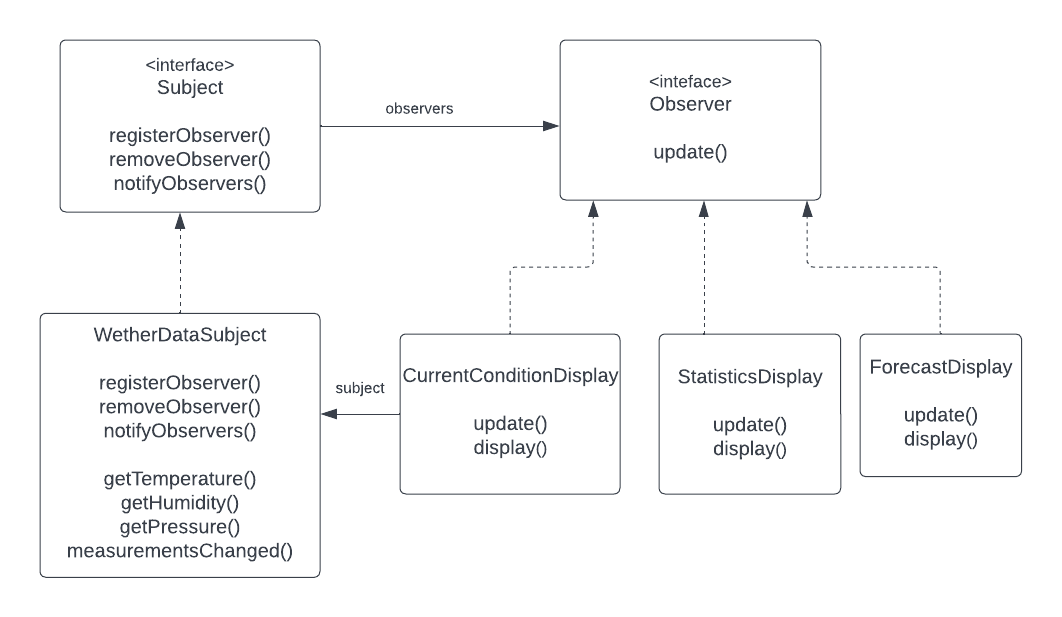 <interface>
Subject
registerObserver()
removeObserver()
notifyObservers()
observers
<inteface>
Observer
update()
WetherDataSubject
registerObserver()
removeObserver()
notifyObservers()
getTemperature()
getHumidity()
getPressure()
measurementsChanged()
subject
CurrentConditionDisplay
update()
display()
StatisticsDisplay
update()
display()
ForecastDisplay
update()
display()